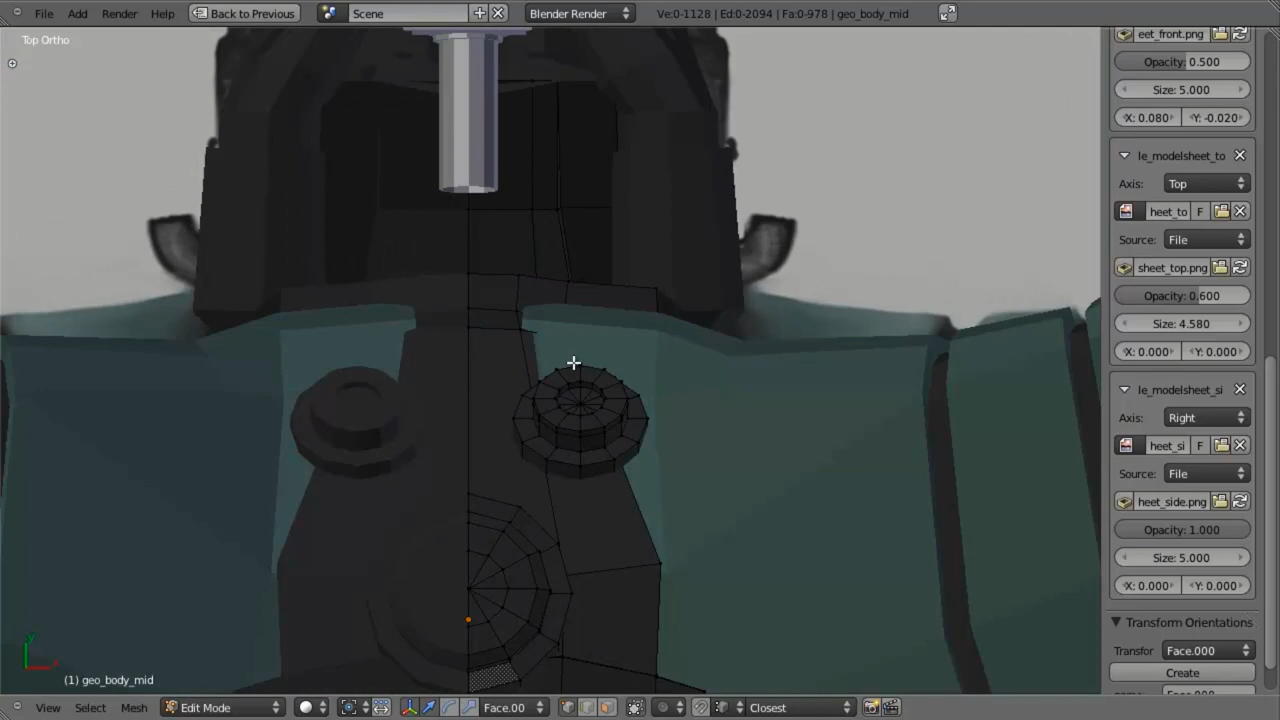 File Add Render Help Back to Previous Scene Blender Render Ve:0-1128 | Ed:0-2094 | Fa:0-978 | geo_body_mid
Top Ortho
eet_front.png
Opacity: 0.500
Size: 5.000
X: 0.080 Y: -0.020
le_modelsheet_to
Axis: Top
heet_to F
Source: File
sheet_top.png
Opacity: 0.600
Size: 4.580
X: 0.000 Y: 0.000
le_modelsheet_si
Axis: Right
heet_si F
Source: File
heet_side.png
Opacity: 1.000
Size: 5.000
X: 0.000 Y: 0.000
Transform Orientations
Transfor Face.000
Create
y
x
(1) geo_body_mid
View Select Mesh Edit Mode Face.00 Closest